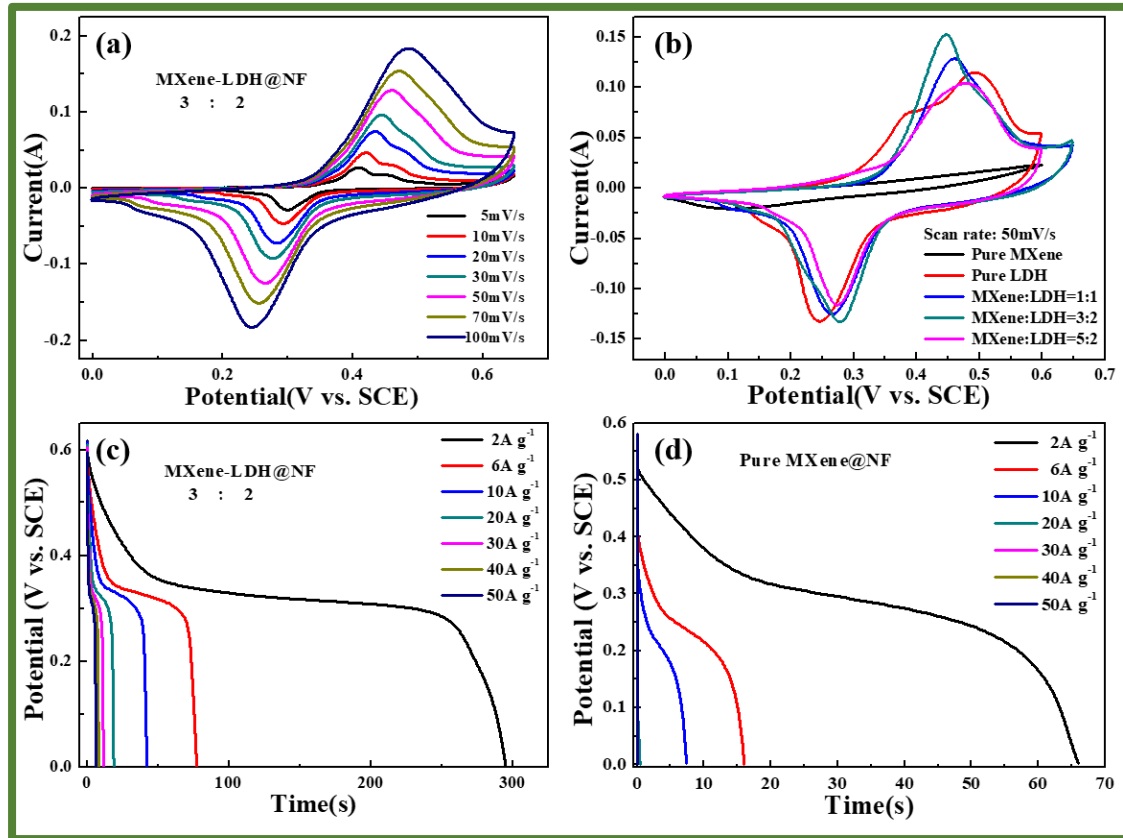 (a)
MXene-LDH@NF
3 : 2
Current(A)
0.2
0.1
0.0
-0.1
-0.2
5mV/s
10mV/s
20mV/s
30mV/s
50mV/s
70mV/s
100mV/s
0.0 0.2 0.4 0.6
Potential(V vs. SCE)
(b)
Current(A)
0.15
0.10
0.05
0.00
-0.05
-0.10
-0.15
Scan rate: 50mV/s
Pure MXene
Pure LDH
MXene:LDH=1:1
MXene:LDH=3:2
MXene:LDH=5:2
0.0 0.1 0.2 0.3 0.4 0.5 0.6 0.7
Potential(V vs. SCE)
(c)
MXene-LDH@NF
3 : 2
Potential (V vs. SCE)
0.6
0.4
0.2
0.0
2A g⁻¹
6A g⁻¹
10A g⁻¹
20A g⁻¹
30A g⁻¹
40A g⁻¹
50A g⁻¹
0 100 200 300
Time(s)
(d)
Pure MXene@NF
Potential (V vs. SCE)
0.6
0.5
0.4
0.3
0.2
0.1
0.0
2A g⁻¹
6A g⁻¹
10A g⁻¹
20A g⁻¹
30A g⁻¹
40A g⁻¹
50A g⁻¹
0 10 20 30 40 50 60 70
Time(s)